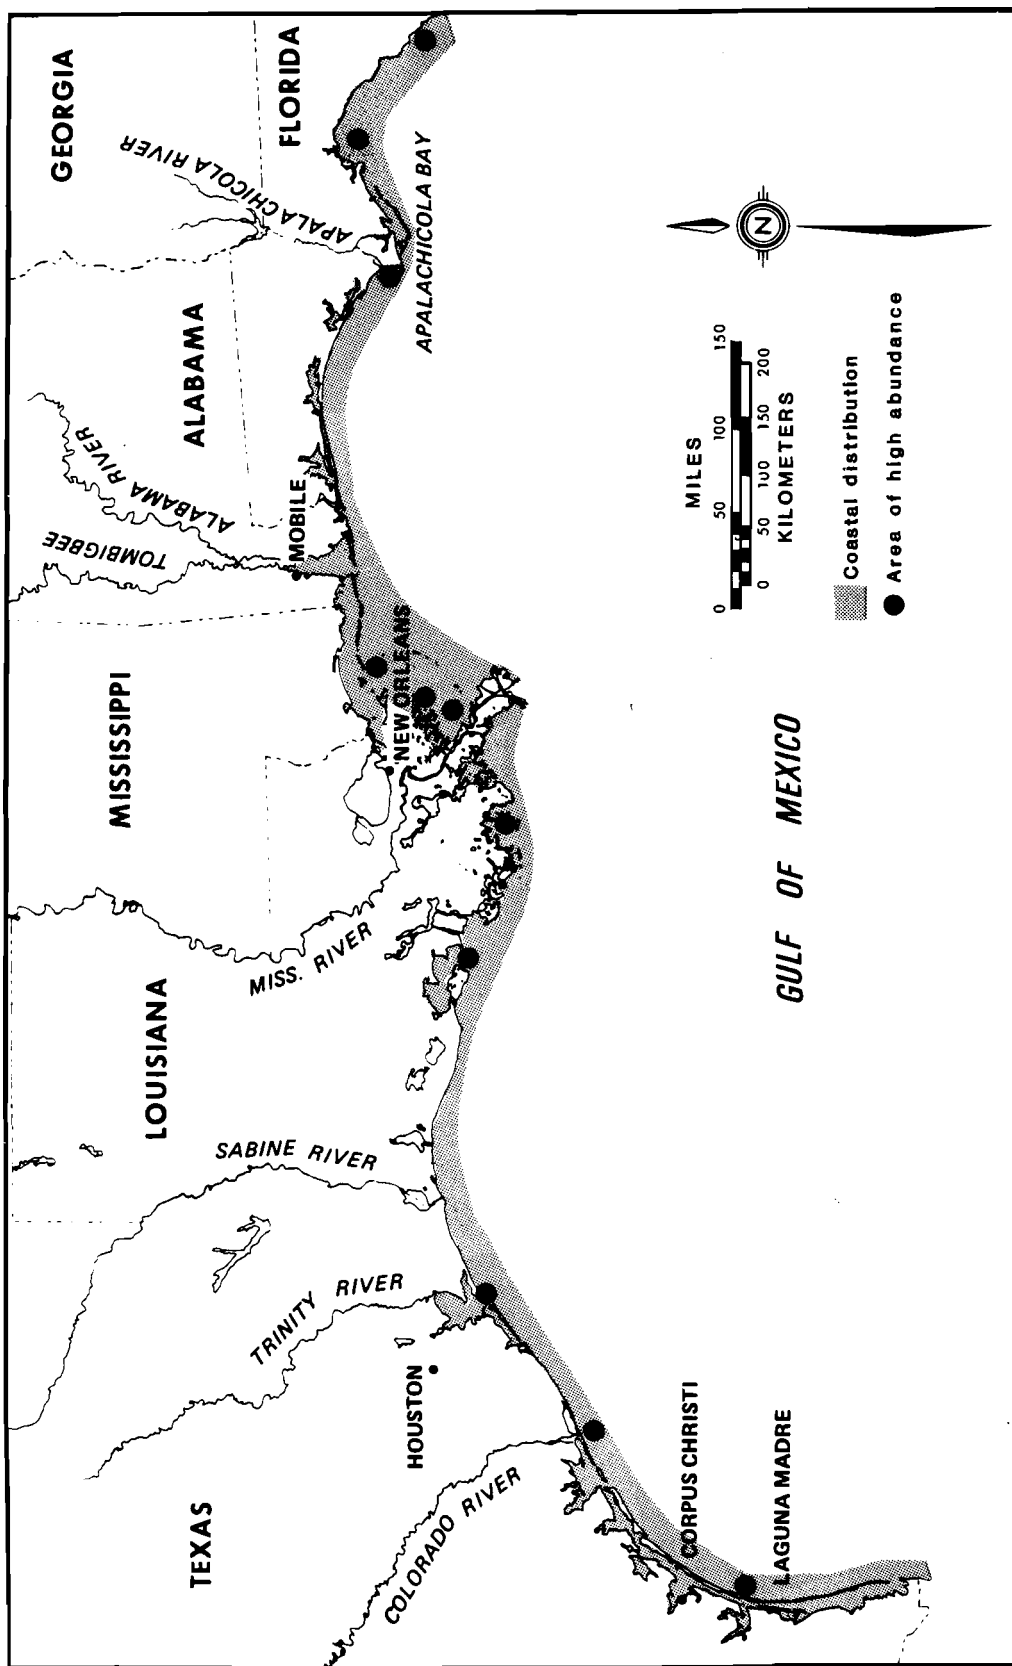 GEORGIA
FLORIDA
APALACHICOLA RIVER
APALACHICOLA BAY
ALABAMA
ALABAMA RIVER
TOMBIGBEE
MOBILE
MISSISSIPPI
NEW ORLEANS
MISS. RIVER
LOUISIANA
SABINE RIVER
TRINITY RIVER
HOUSTON
TEXAS
COLORADO RIVER
CORPUS CHRISTI
LAGUNA MADRE
GULF OF MEXICO
N
MILES
0 50 100 150
0 50 100 150 200
KILOMETERS
Coastal distribution
Area of high abundance